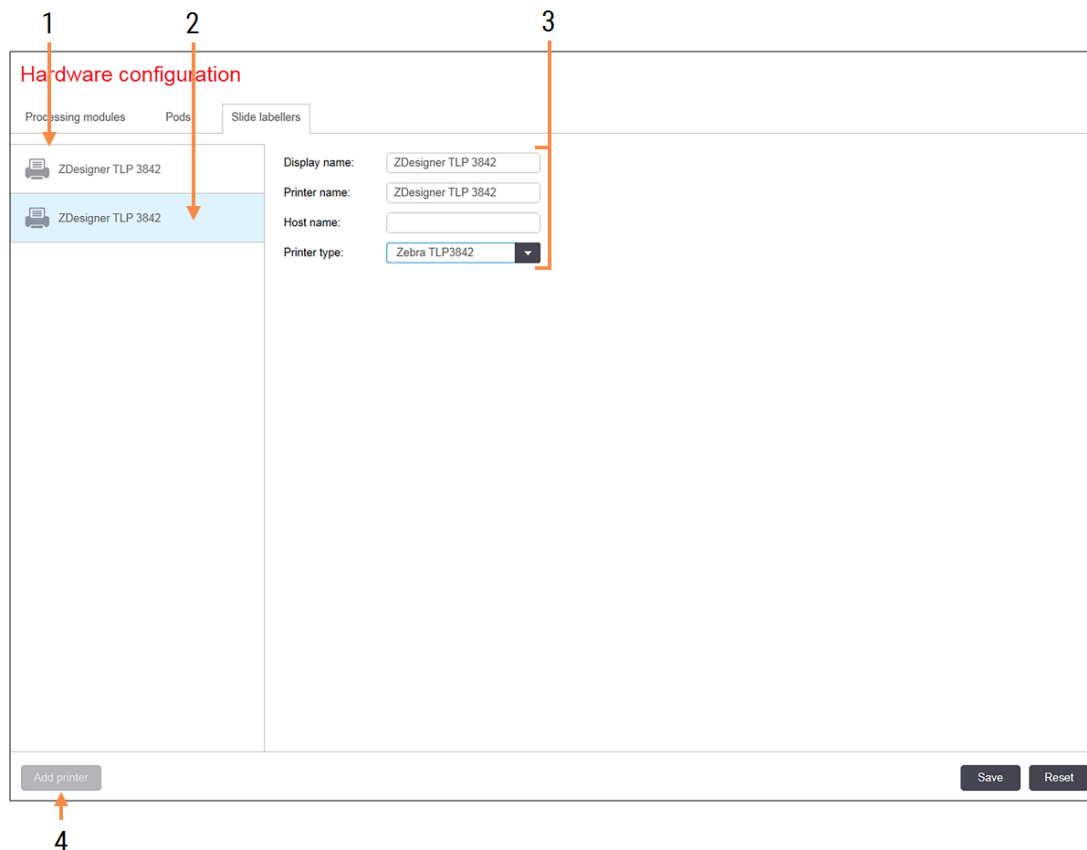 1 2 3
Hardware configuration
Processing modules Pods Slide labellers
ZDesigner TLP 3842
ZDesigner TLP 3842
Display name: ZDesigner TLP 3842
Printer name: ZDesigner TLP 3842
Host name:
Printer type: Zebra TLP3842
Add printer Save Reset
4